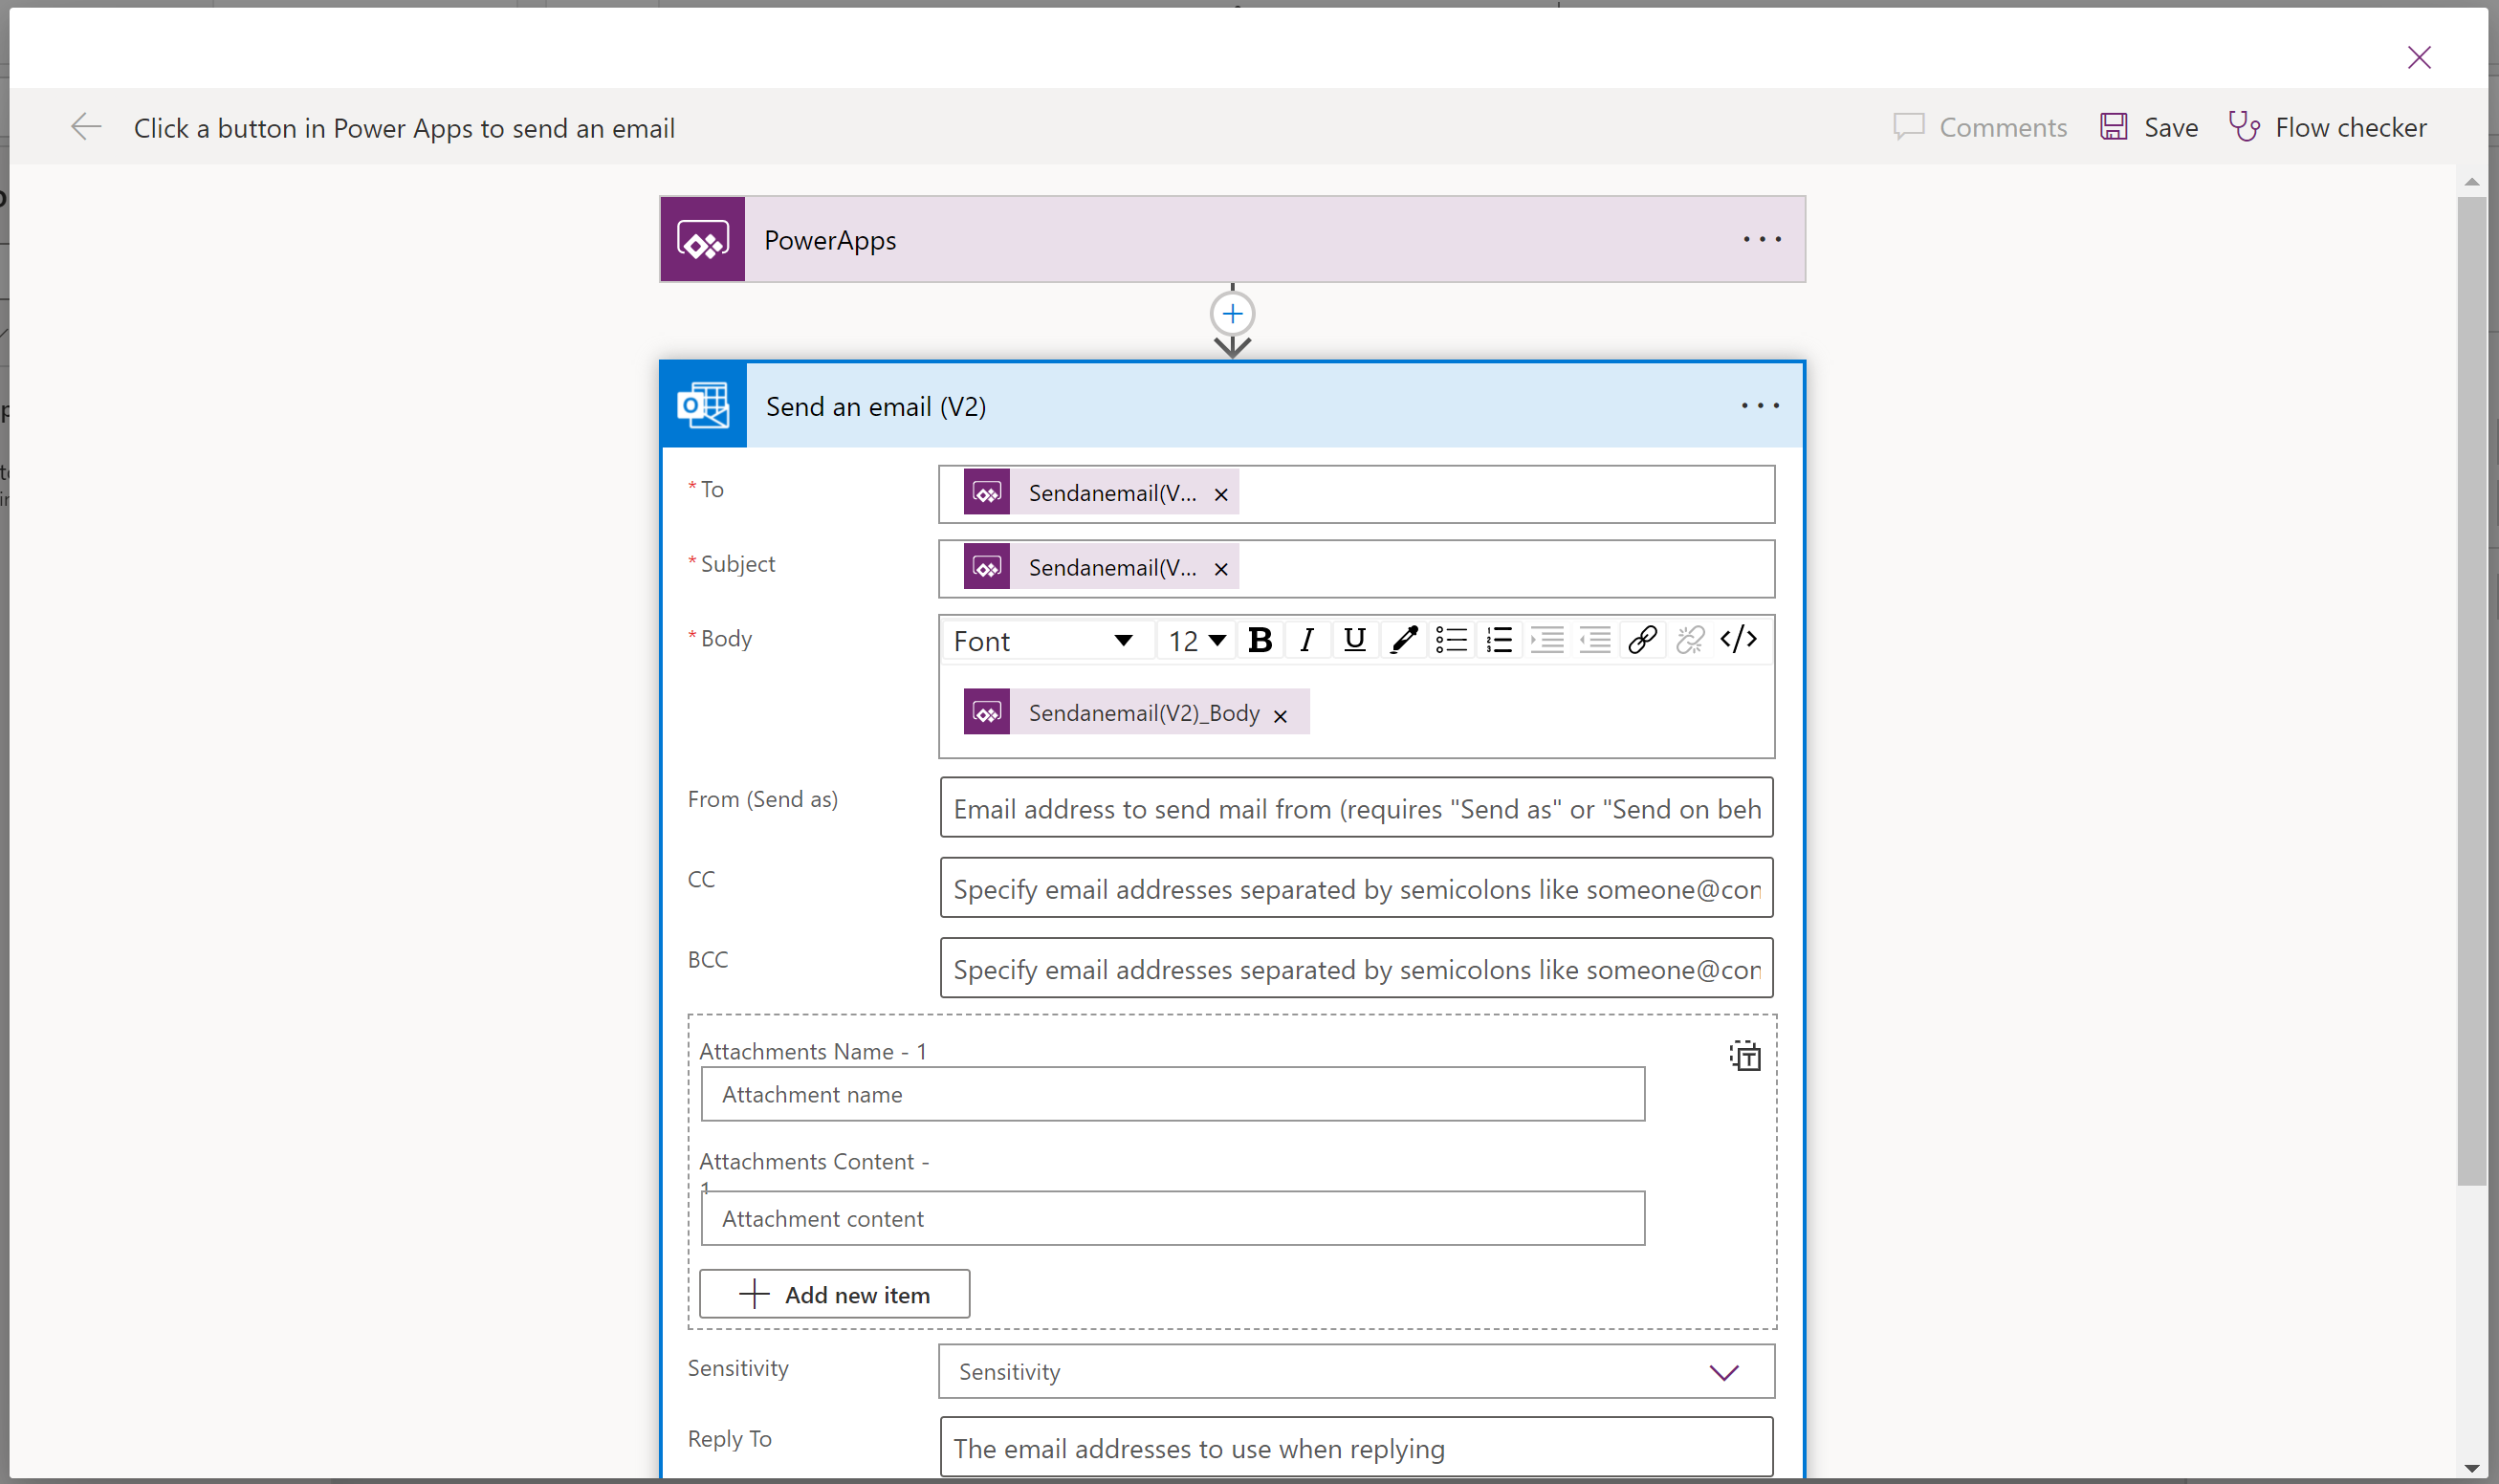 Click a button in Power Apps to send an email
Comments
Save
Flow checker
PowerApps
Send an email (V2)
* To
Sendanemail(V...
* Subject
Sendanemail(V...
* Body
Font
12
B I U
</>
Sendanemail(V2)_Body
From (Send as)
Email address to send mail from (requires "Send as" or "Send on beh
CC
Specify email addresses separated by semicolons like someone@con
BCC
Specify email addresses separated by semicolons like someone@con
Attachments Name - 1
Attachment name
Attachments Content -
1
Attachment content
Add new item
Sensitivity
Sensitivity
Reply To
The email addresses to use when replying